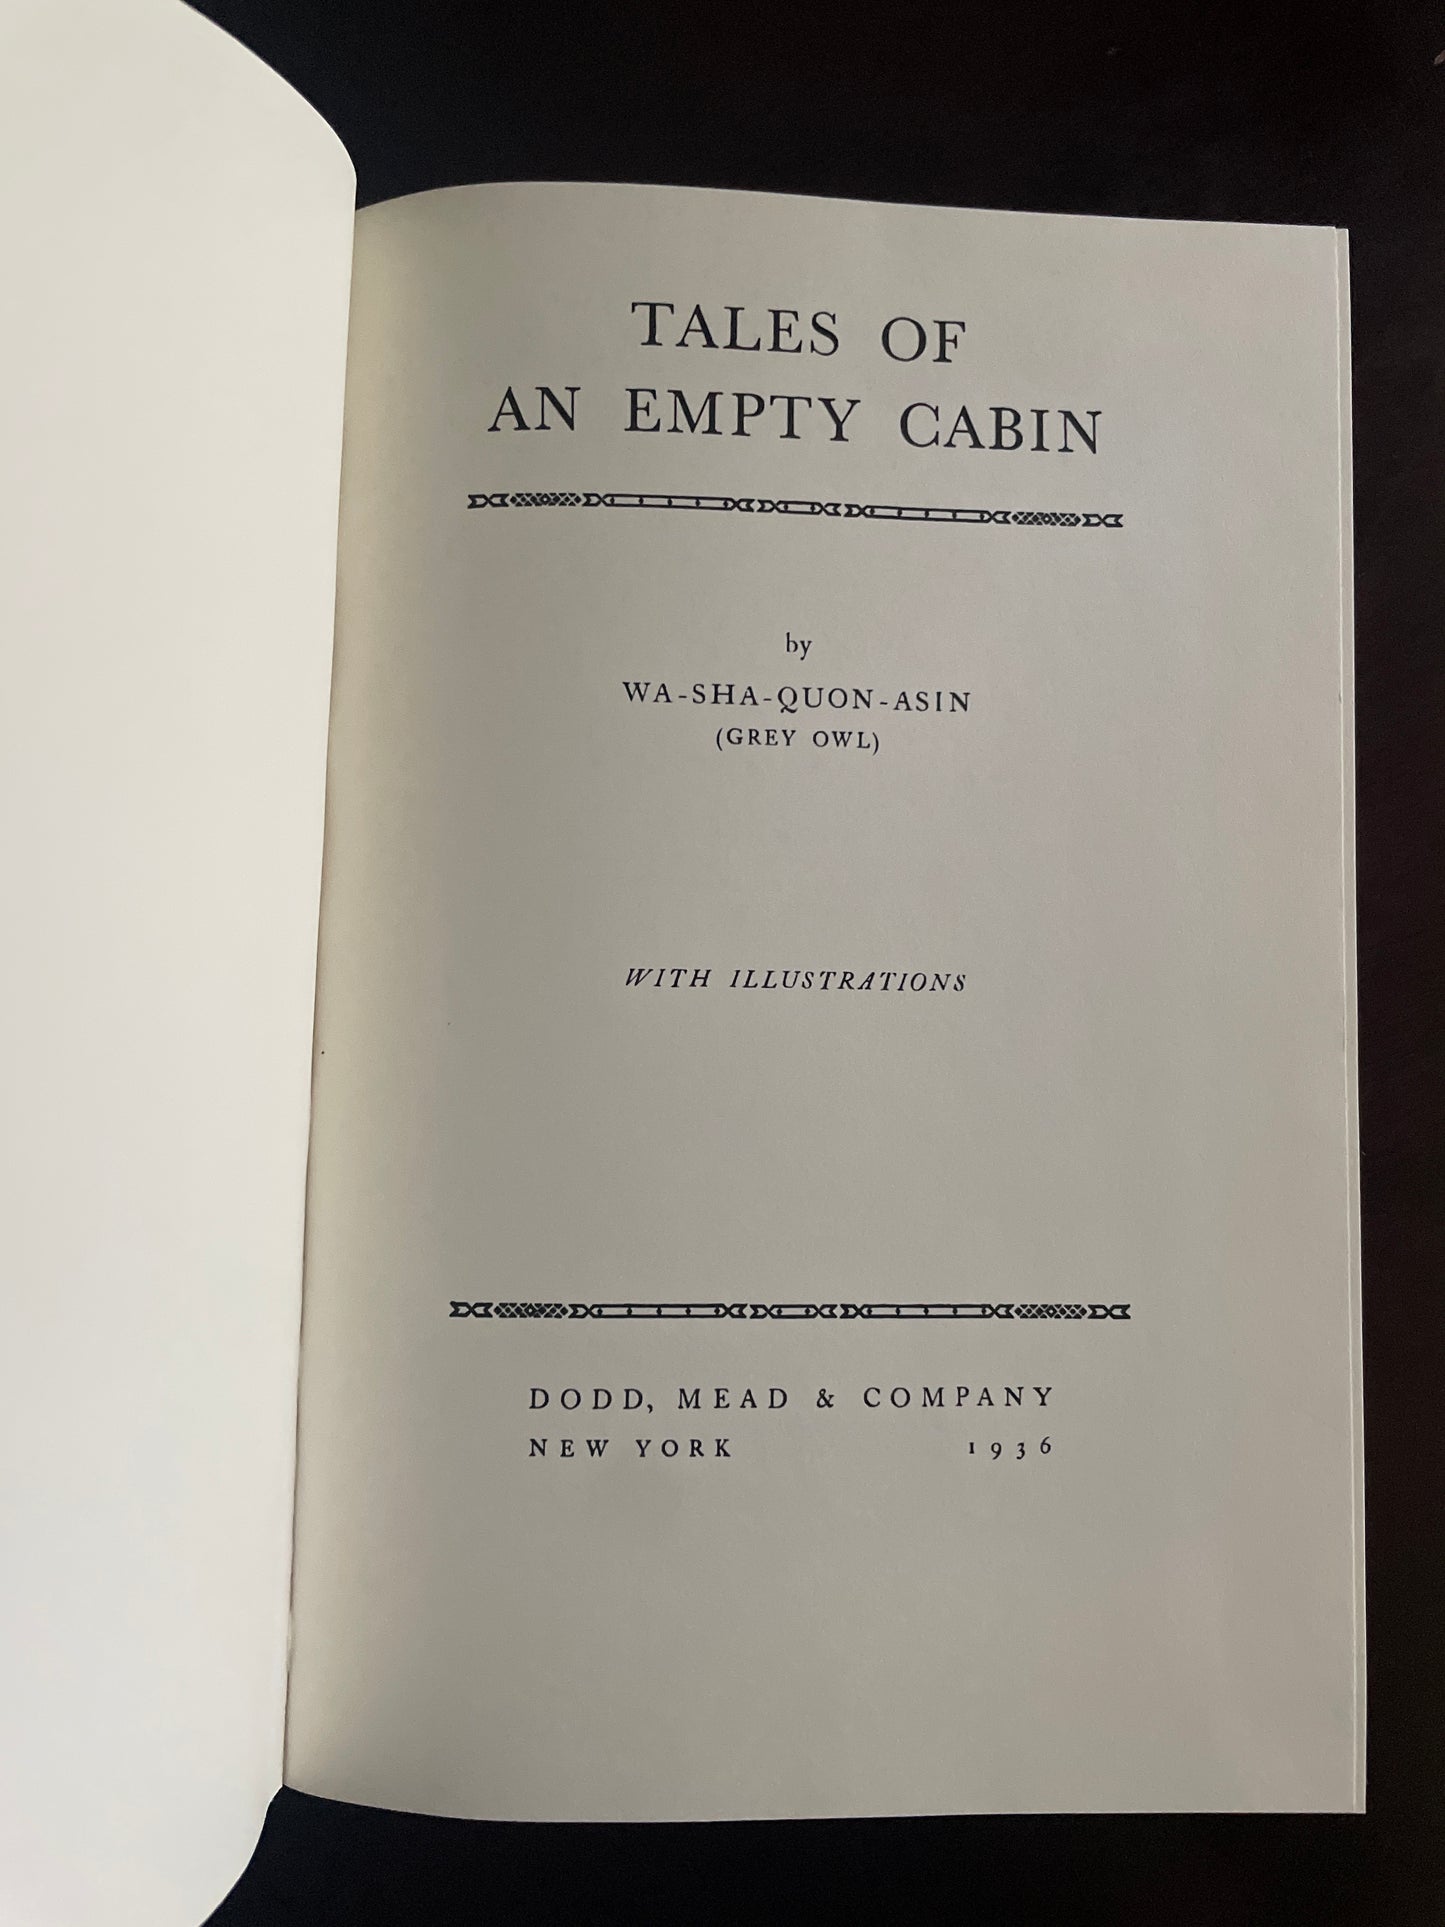 TALES OF
AN EMPTY CABIN
by
WA-SHA-QUON-ASIN
(GREY OWL)
WITH ILLUSTRATIONS
DODD, MEAD & COMPANY
NEW YORK 1936